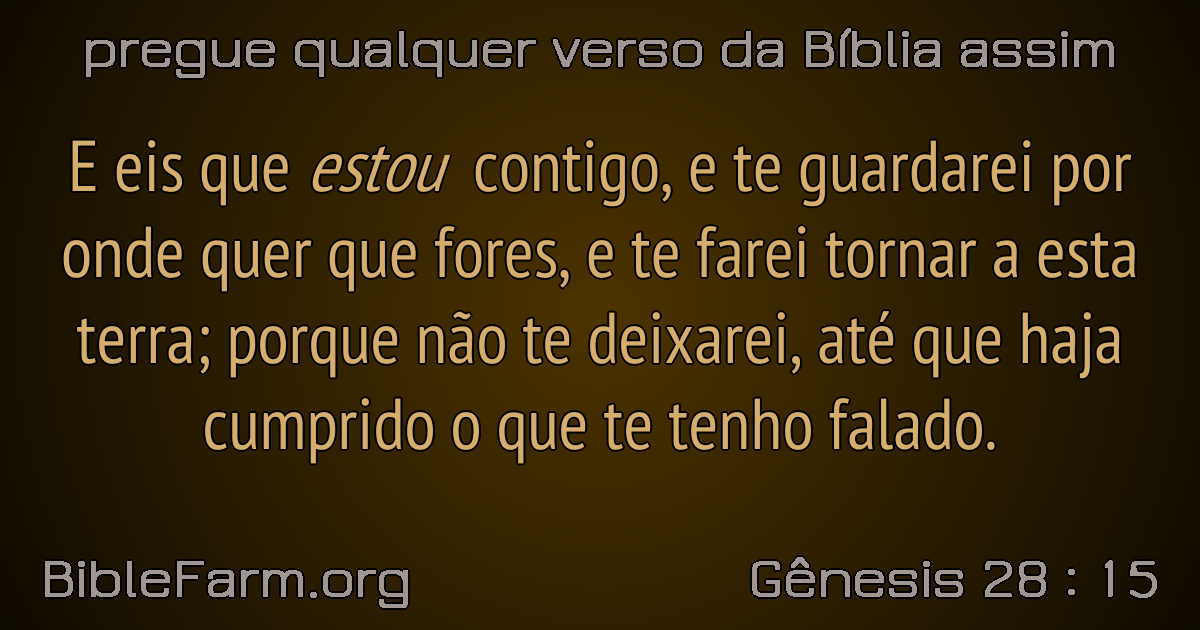 pregue qualquer verso da Bíblia assim
E eis que estou contigo, e te guardarei por
onde quer que fores, e te farei tornar a esta
terra; porque não te deixarei, até que haja
cumprido o que te tenho falado.
BibleFarm.org
Gênesis 28 : 15